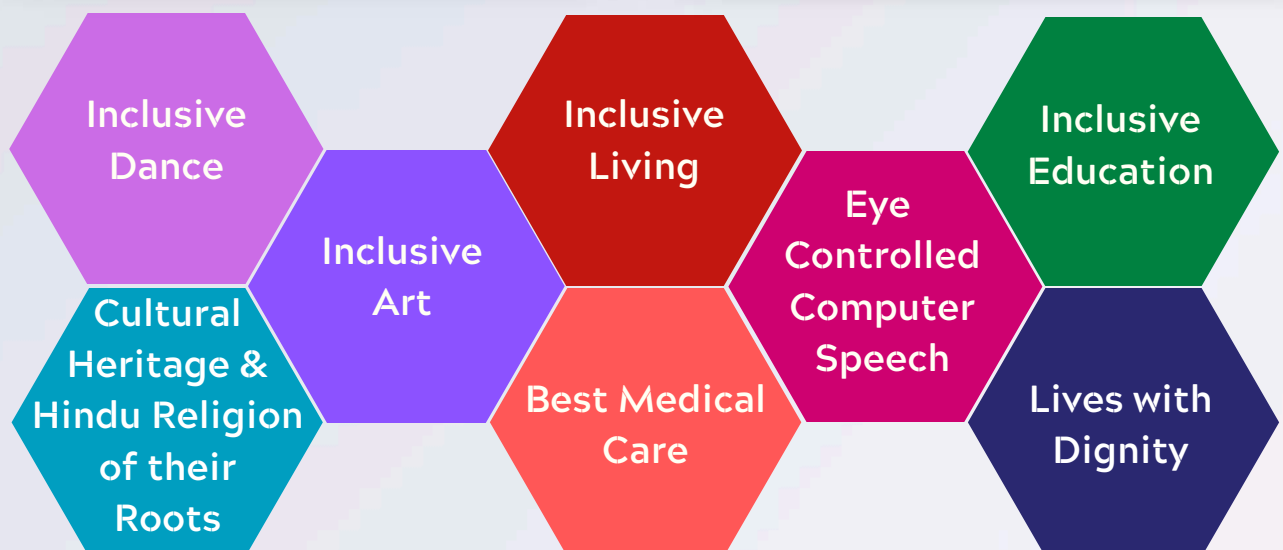 Inclusive
Dance
Cultural
Heritage &
Hindu Religion
of their
Roots
Inclusive
Art
Inclusive
Living
Best Medical
Care
Eye
Controlled
Computer
Speech
Inclusive
Education
Lives with
Dignity